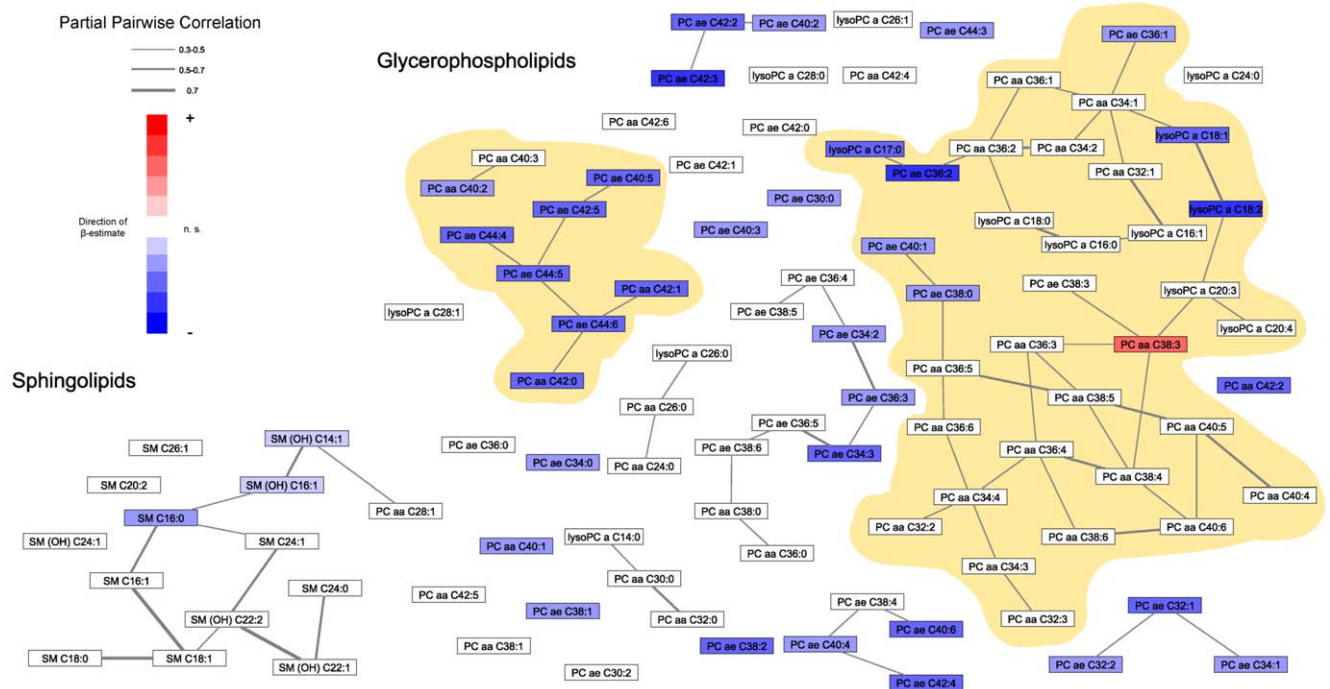 Partial Pairwise Correlation
0.3-0.5
0.5-0.7
0.7
+
Direction of
β-estimate
n. s.
-
Glycerophospholipids
PC ae C42:2
PC ae C40:2
lysoPC a C26:1
PC ae C44:3
PC ae C36:1
PC ae C42:3
lysoPC a C28:0
PC aa C42:4
PC aa C36:1
lysoPC a C24:0
PC aa C34:1
PC aa C42:6
PC ae C42:0
lysoPC a C18:1
lysoPC a C17:0
PC aa C36:2
PC aa C34:2
PC aa C40:3
PC ae C42:1
PC ae C36:2
PC aa C32:1
PC aa C40:2
PC ae C40:5
PC ae C30:0
PC ae C42:5
lysoPC a C18:2
lysoPC a C18:0
PC ae C44:4
PC ae C40:3
lysoPC a C16:1
PC ae C40:1
lysoPC a C16:0
PC ae C44:5
PC ae C36:4
PC ae C38:3
PC aa C42:1
PC ae C38:0
lysoPC a C20:3
lysoPC a C28:1
PC ae C38:5
PC ae C44:6
PC ae C34:2
lysoPC a C20:4
lysoPC a C26:0
PC aa C36:3
PC aa C38:3
PC aa C42:0
PC aa C36:5
PC aa C42:2
PC ae C36:3
PC aa C38:5
PC aa C26:0
PC ae C36:5
PC aa C36:6
PC aa C40:5
PC ae C36:0
PC ae C38:6
PC ae C34:3
PC aa C36:4
PC ae C34:0
PC aa C24:0
PC aa C38:4
PC aa C34:4
PC aa C40:4
PC aa C38:0
PC aa C32:2
PC aa C40:6
PC aa C38:6
PC aa C36:0
PC aa C34:3
PC aa C32:3
Sphingolipids
SM (OH) C14:1
SM C26:1
SM C20:2
SM (OH) C16:1
PC aa C28:1
SM C16:0
SM (OH) C24:1
SM C24:1
SM C16:1
SM C24:0
SM (OH) C22:2
SM C18:0
SM C18:1
SM (OH) C22:1
PC aa C40:1
lysoPC a C14:0
PC aa C30:0
PC aa C42:5
PC ae C38:1
PC aa C32:0
PC ae C38:4
PC ae C40:6
PC aa C38:1
PC ae C38:2
PC ae C40:4
PC ae C30:2
PC ae C42:4
PC ae C32:1
PC ae C32:2
PC ae C34:1